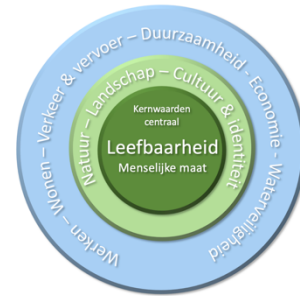 Werken – Wonen – Verkeer & vervoer – Duurzaamheid - Economie - Waterveiligheid
Natuur – Landschap – Cultuur & identiteit
Kernwaarden
centraal
Leefbaarheid
Menselijke maat